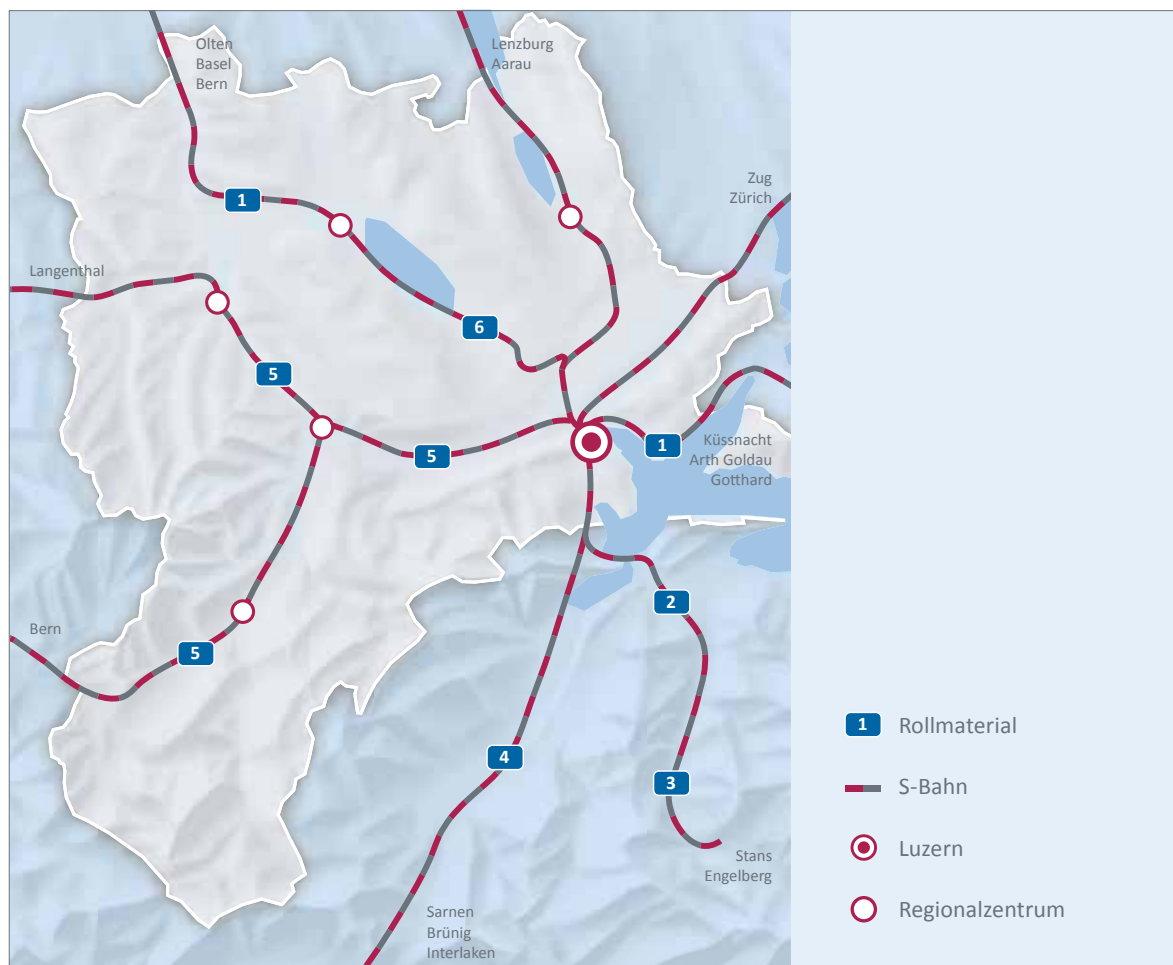 Olten
Basel
Bern
Lenzburg
Aarau
Zug
Zürich
1
Langenthal
6
5
5
1
Küssnacht
Arth Goldau
Gotthard
2
Bern
5
4
3
Stans
Engelberg
Sarnen
Brünig
Interlaken
1 Rollmaterial
S-Bahn
Luzern
Regionalzentrum